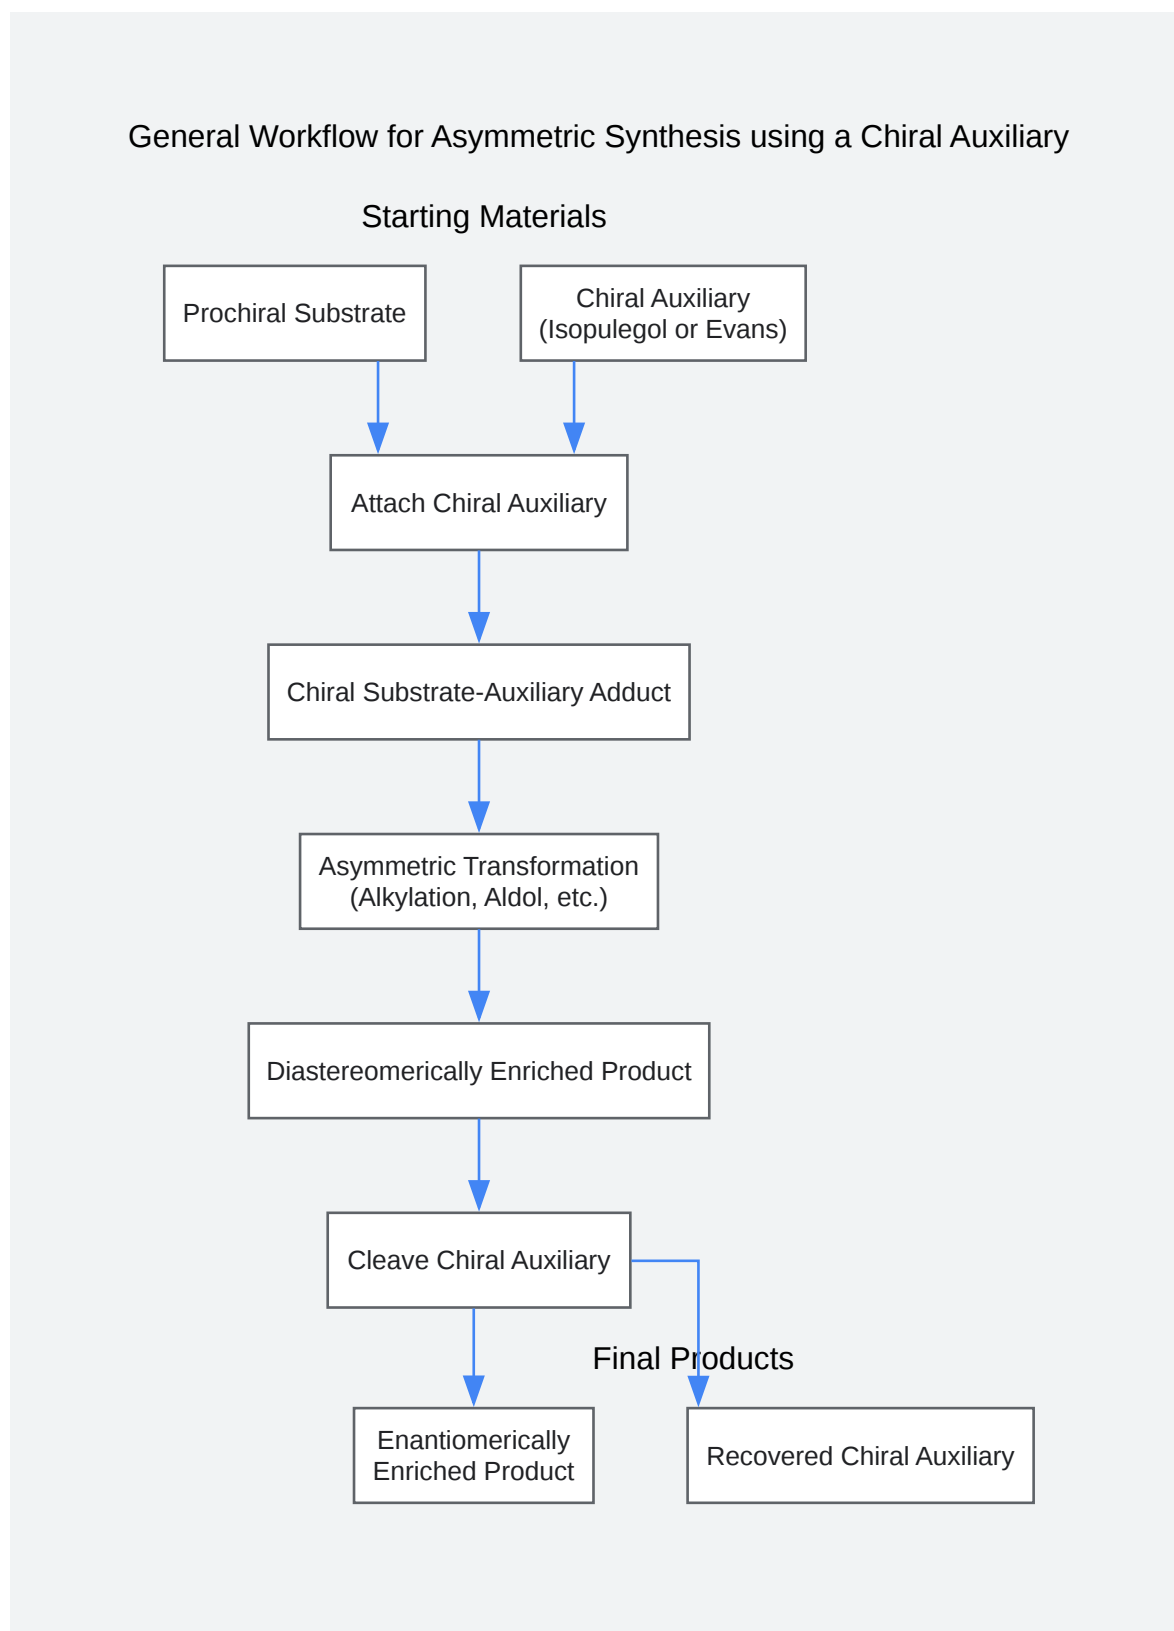 General Workflow for Asymmetric Synthesis using a Chiral Auxiliary
Starting Materials
Prochiral Substrate
Chiral Auxiliary
(Isopulegol or Evans)
Attach Chiral Auxiliary
Chiral Substrate-Auxiliary Adduct
Asymmetric Transformation
(Alkylation, Aldol, etc.)
Diastereomerically Enriched Product
Cleave Chiral Auxiliary
Final Products
Enantiomerically
Enriched Product
Recovered Chiral Auxiliary